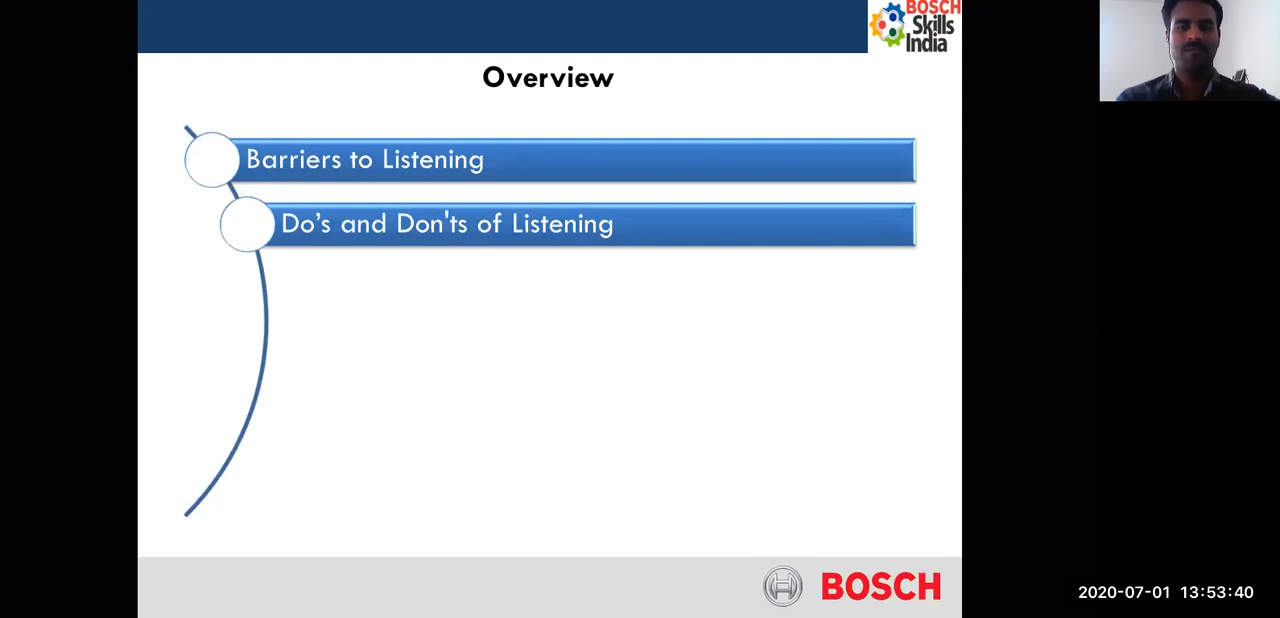 BOSCH
Skills
India
Overview
Barriers to Listening
Do’s and Don'ts of Listening
BOSCH
2020-07-01 13:53:40